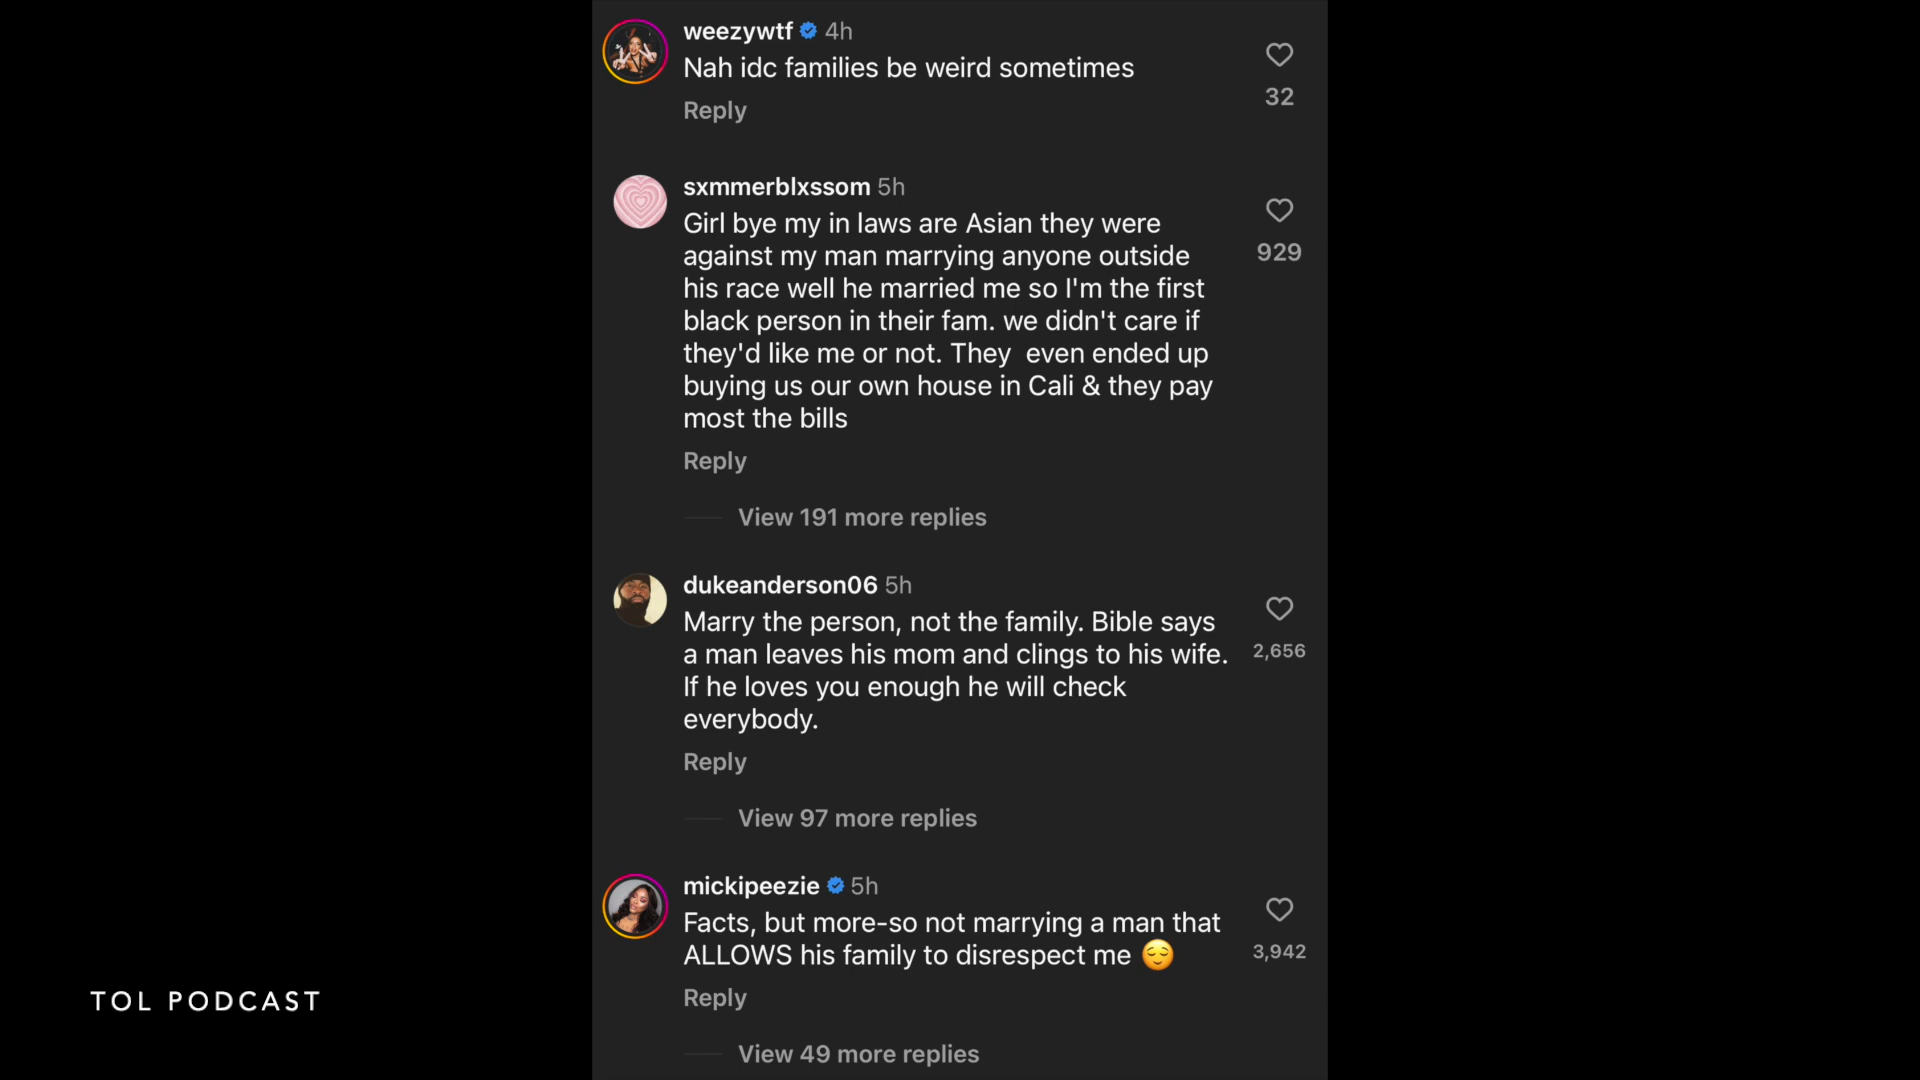 weezywtf 4h
Nah idc families be weird sometimes
32
Reply
sxmmerblxssom 5h
Girl bye my in laws are Asian they were
against my man marrying anyone outside
his race well he married me so I'm the first
black person in their fam. we didn't care if
they'd like me or not. They  even ended up
buying us our own house in Cali & they pay
most the bills
929
Reply
View 191 more replies
dukeanderson06 5h
Marry the person, not the family. Bible says
a man leaves his mom and clings to his wife.
If he loves you enough he will check
everybody.
2,656
Reply
View 97 more replies
mickipeezie 5h
Facts, but more-so not marrying a man that
ALLOWS his family to disrespect me 😌
3,942
Reply
View 49 more replies
TOL PODCAST